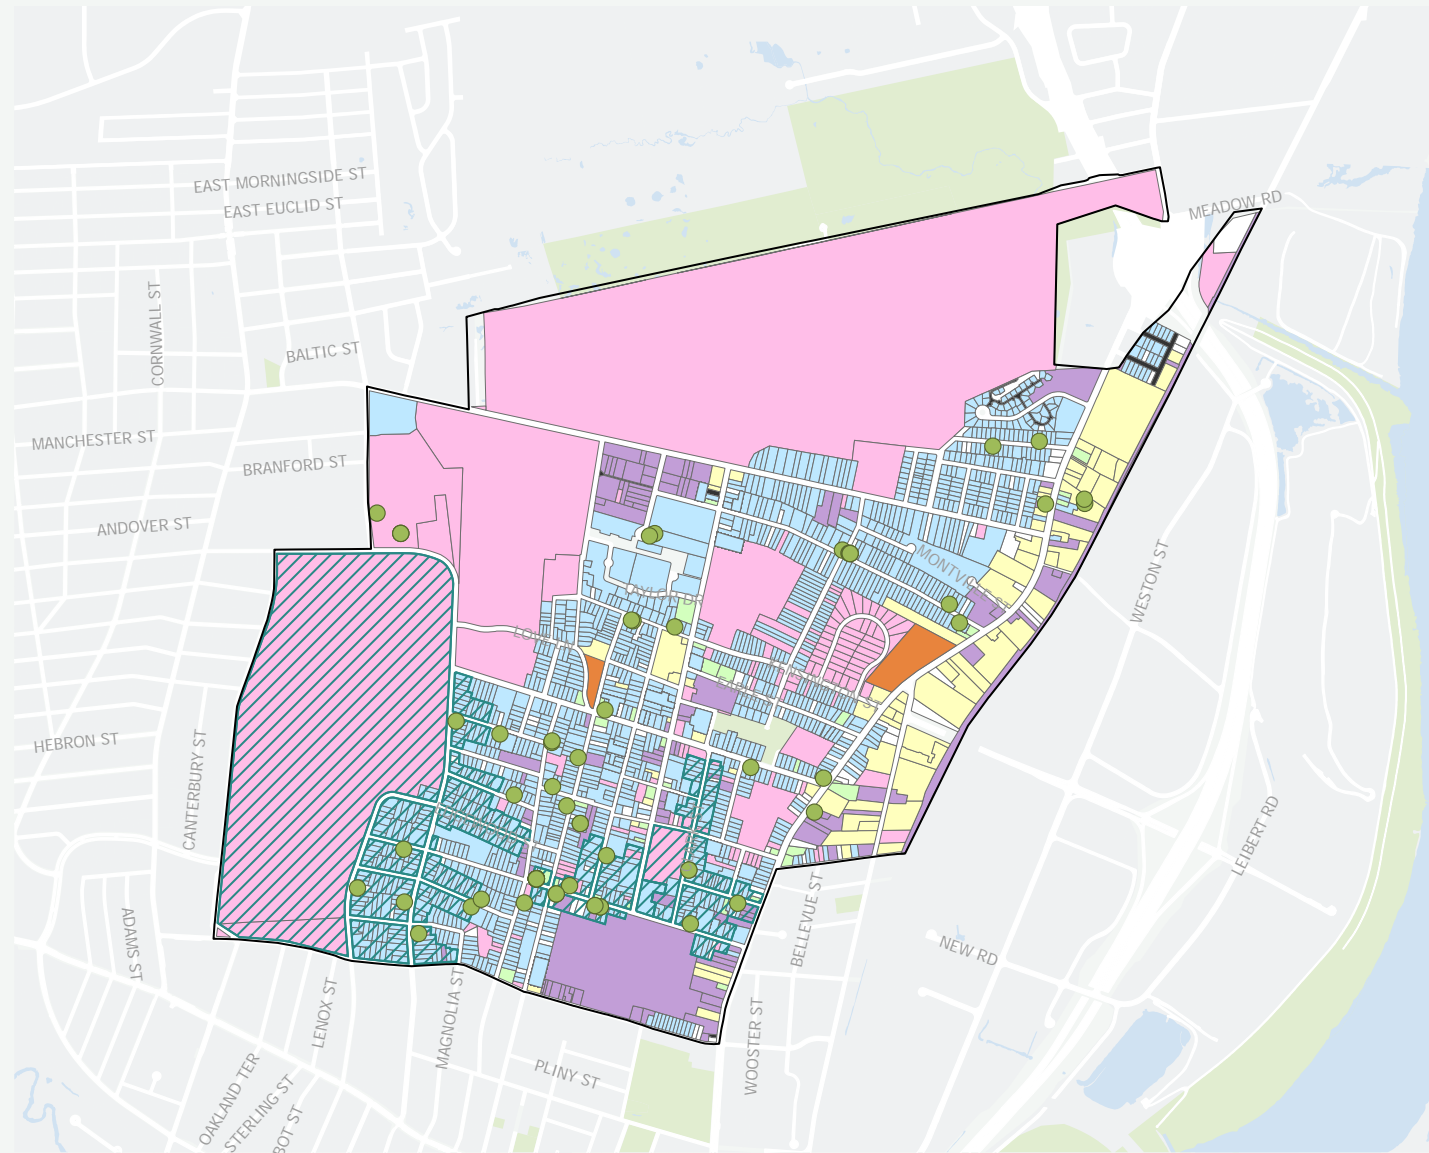 EAST MORNINGSIDE ST
EAST EUCLID ST
MEADOW RD
CORNWALL ST
BALTIC ST
MANCHESTER ST
BRANFORD ST
ANDOVER ST
WESTON ST
HEBRON ST
CANTERBURY ST
LEIBERT RD
ADAMS ST
BELLEVUE ST
NEW RD
LENOX ST
MAGNOLIA ST
WOOSTER ST
PLINY ST
OAKLAND TER
STERLING ST
BOT ST